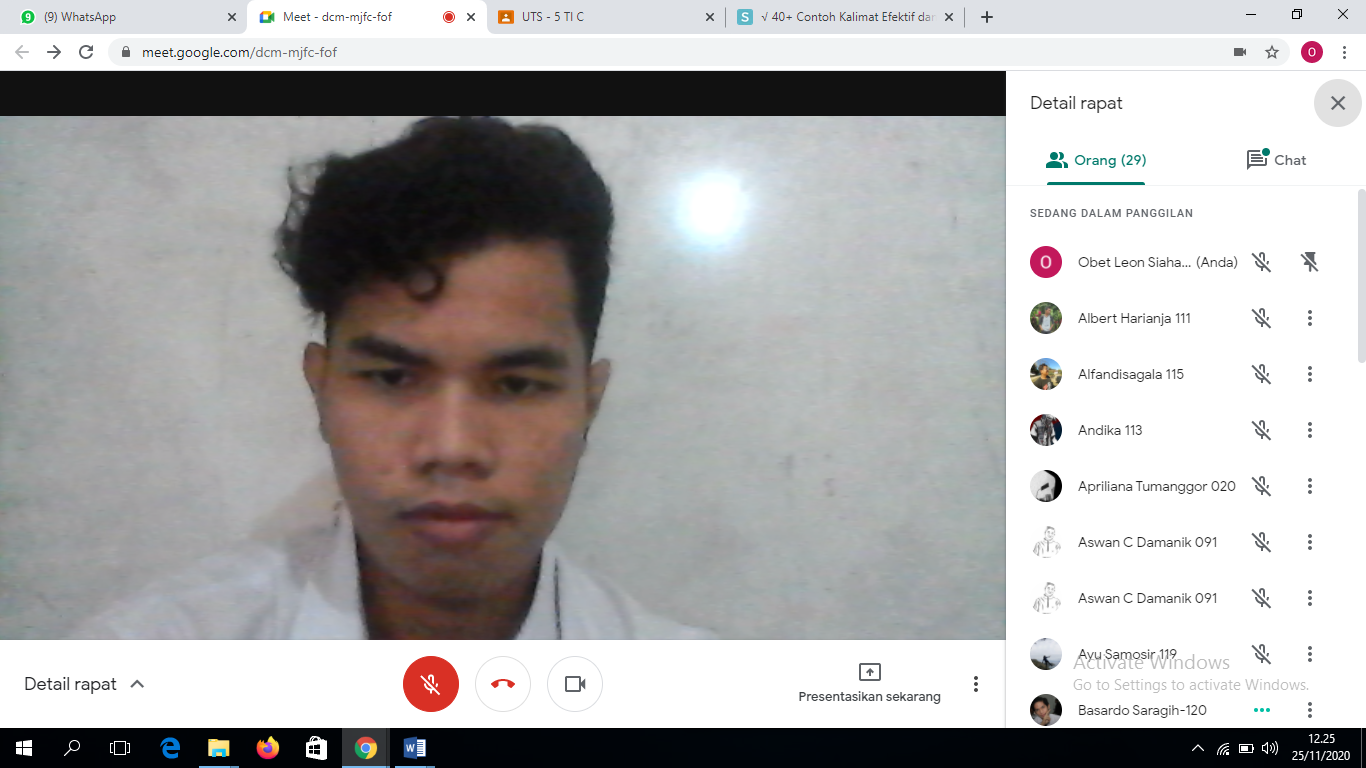 (9) WhatsApp
Meet - dcm-mjfc-fof
UTS - 5 TI C
S √ 40+ Contoh Kalimat Efektif dan
meet.google.com/dcm-mjfc-fof
O
Detail rapat
Orang (29)
Chat
SEDANG DALAM PANGGILAN
O Obet Leon Siaha... (Anda)
Albert Harianja 111
Alfandisagala 115
Andika 113
Apriliana Tumanggor 020
Aswan C Damanik 091
Aswan C Damanik 091
Ayu Samosir 119
Activate Windows
Go to Settings to activate Windows.
Basardo Saragih-120
Detail rapat
Presentasikan sekarang
12.25
25/11/2020